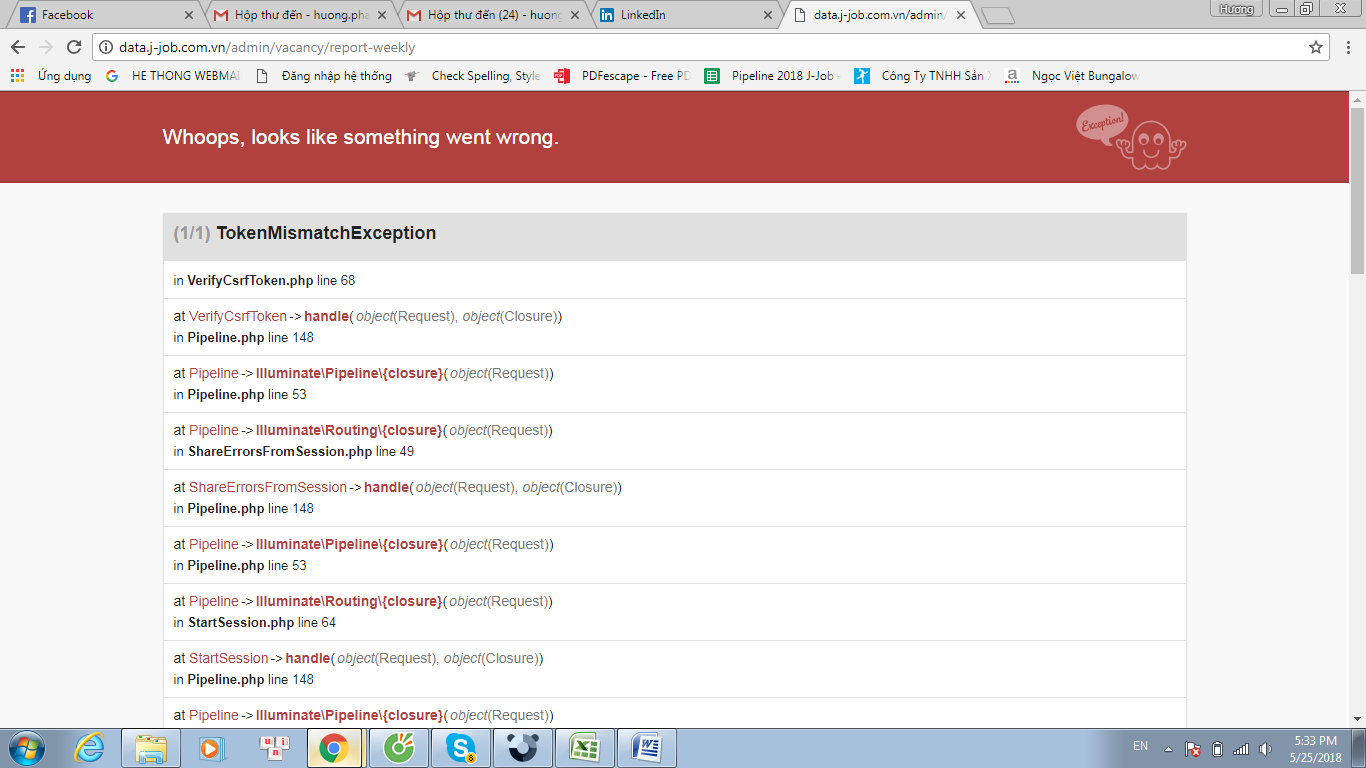 Facebook
Hộp thư đến - huong.pha
Hộp thư đến (24) - huong
LinkedIn
data.j-job.com.vn/admin/
Hương
data.j-job.com.vn/admin/vacancy/report-weekly
Ứng dụng
HE THONG WEBMAI
Đăng nhập hệ thống
Check Spelling, Style
PDFescape - Free PD
Pipeline 2018 J-Job -
Công Ty TNHH Sản X
Ngọc Việt Bungalow
Whoops, looks like something went wrong.
Exception!
(1/1) TokenMismatchException
in VerifyCsrfToken.php line 68
at VerifyCsrfToken->handle(object(Request), object(Closure))
in Pipeline.php line 148
at Pipeline->Illuminate\Pipeline\{closure}(object(Request))
in Pipeline.php line 53
at Pipeline->Illuminate\Routing\{closure}(object(Request))
in ShareErrorsFromSession.php line 49
at ShareErrorsFromSession->handle(object(Request), object(Closure))
in Pipeline.php line 148
at Pipeline->Illuminate\Pipeline\{closure}(object(Request))
in Pipeline.php line 53
at Pipeline->Illuminate\Routing\{closure}(object(Request))
in StartSession.php line 64
at StartSession->handle(object(Request), object(Closure))
in Pipeline.php line 148
at Pipeline->Illuminate\Pipeline\{closure}(object(Request))
u n i
8
EN
5:33 PM
5/25/2018